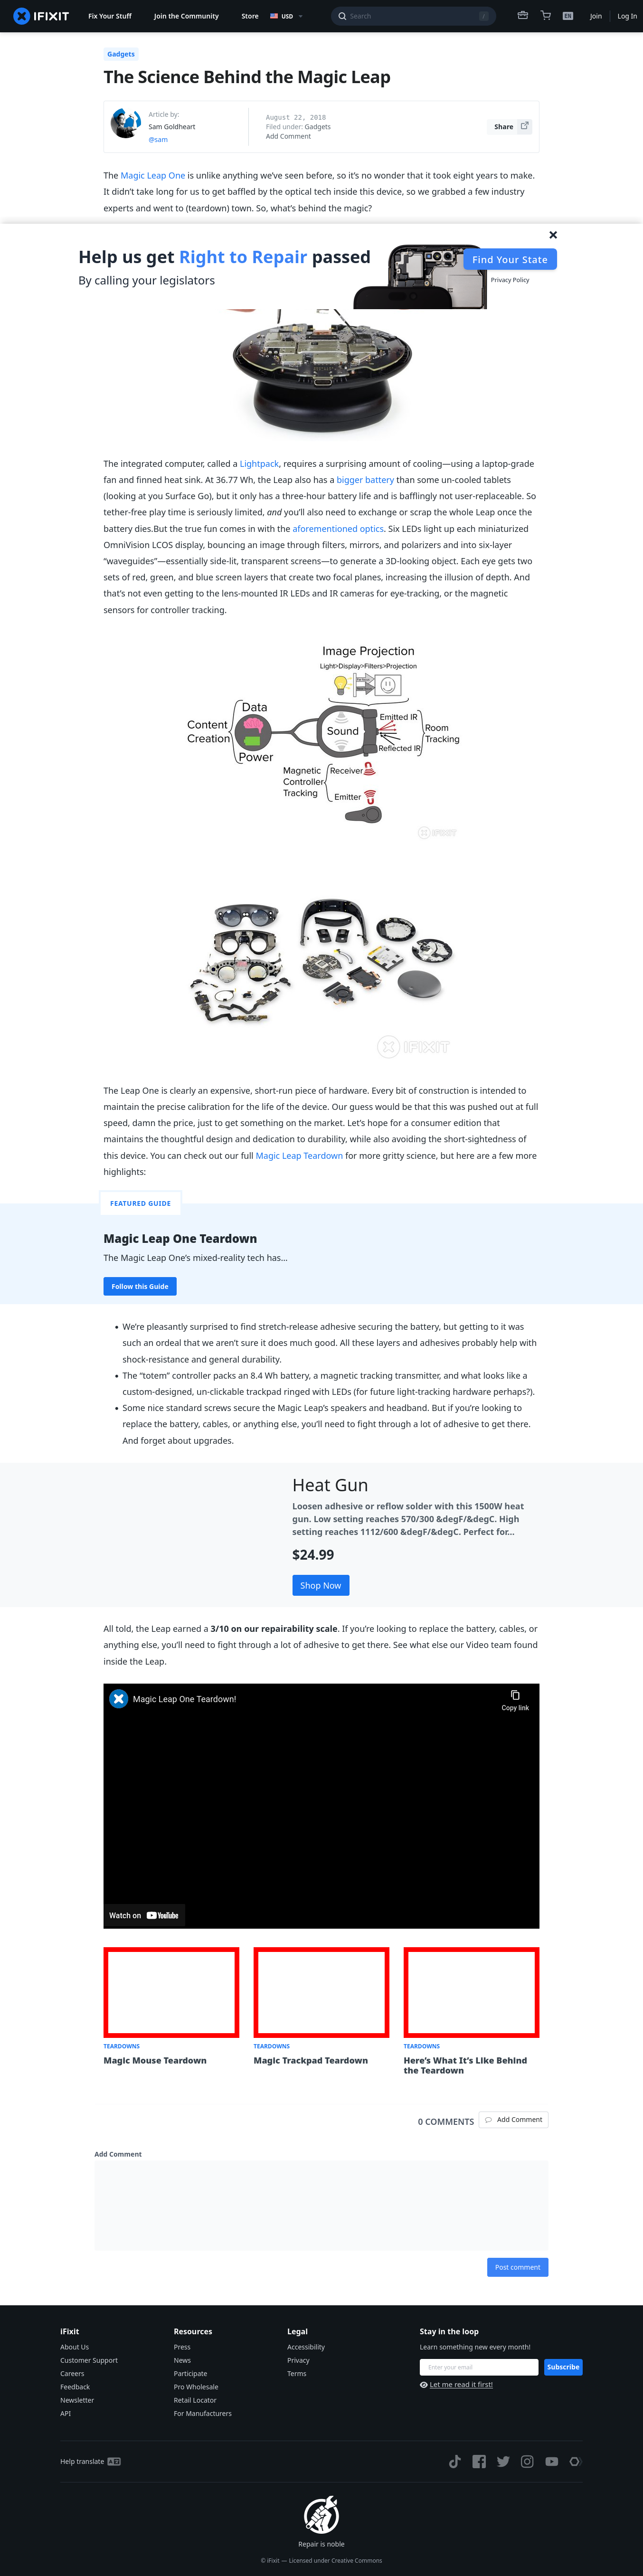 IFIXIT
Fix Your Stuff
Join the Community
Store
USD
Search
/
EN
Join
Log In
Gadgets
The Science Behind the Magic Leap
Article by:
Sam Goldheart
@sam
August 22, 2018
Filed under: Gadgets
Add Comment
Share
The Magic Leap One is unlike anything we've seen before, so it's no wonder that it took eight years to make.
It didn't take long for us to get baffled by the optical tech inside this device, so we grabbed a few industry
experts and went to (teardown) town. So, what's behind the magic?
Help us get Right to Repair passed
By calling your legislators
Find Your State
Privacy Policy
The integrated computer, called a Lightpack, requires a surprising amount of cooling—using a laptop-grade
fan and finned heat sink. At 36.77 Wh, the Leap also has a bigger battery than some un-cooled tablets
(looking at you Surface Go), but it only has a three-hour battery life and is bafflingly not user-replaceable. So
tether-free play time is seriously limited, and you'll also need to exchange or scrap the whole Leap once the
battery dies.But the true fun comes in with the aforementioned optics. Six LEDs light up each miniaturized
OmniVision LCOS display, bouncing an image through filters, mirrors, and polarizers and into six-layer
“waveguides”—essentially side-lit, transparent screens—to generate a 3D-looking object. Each eye gets two
sets of red, green, and blue screen layers that create two focal planes, increasing the illusion of depth. And
that's not even getting to the lens-mounted IR LEDs and IR cameras for eye-tracking, or the magnetic
sensors for controller tracking.
Image Projection
Light>Display>Filters>Projection
Data
Content
Creation
Power
Sound
Emitted IR
Reflected IR
Room
Tracking
Magnetic
Controller
Tracking
Receiver
Emitter
IFIXIT
IFIXIT
The Leap One is clearly an expensive, short-run piece of hardware. Every bit of construction is intended to
maintain the precise calibration for the life of the device. Our guess would be that this was pushed out at full
speed, damn the price, just to get something on the market. Let's hope for a consumer edition that
maintains the thoughtful design and dedication to durability, while also avoiding the short-sightedness of
this device. You can check out our full Magic Leap Teardown for more gritty science, but here are a few more
highlights:
FEATURED GUIDE
Magic Leap One Teardown
The Magic Leap One's mixed-reality tech has...
Follow this Guide
• We're pleasantly surprised to find stretch-release adhesive securing the battery, but getting to it was
such an ordeal that we aren't sure it does much good. All these layers and adhesives probably help with
shock-resistance and general durability.
• The “totem” controller packs an 8.4 Wh battery, a magnetic tracking transmitter, and what looks like a
custom-designed, un-clickable trackpad ringed with LEDs (for future light-tracking hardware perhaps?).
• Some nice standard screws secure the Magic Leap's speakers and headband. But if you're looking to
replace the battery, cables, or anything else, you'll need to fight through a lot of adhesive to get there.
And forget about upgrades.
Heat Gun
Loosen adhesive or reflow solder with this 1500W heat
gun. Low setting reaches 570/300 &degF/&degC. High
setting reaches 1112/600 &degF/&degC. Perfect for...
$24.99
Shop Now
All told, the Leap earned a 3/10 on our repairability scale. If you're looking to replace the battery, cables, or
anything else, you'll need to fight through a lot of adhesive to get there. See what else our Video team found
inside the Leap.
Magic Leap One Teardown!
Copy link
Watch on YouTube
TEARDOWNS
Magic Mouse Teardown
TEARDOWNS
Magic Trackpad Teardown
TEARDOWNS
Here's What It's Like Behind
the Teardown
0 COMMENTS
Add Comment
Add Comment
Post comment
iFixit
About Us
Customer Support
Careers
Feedback
Newsletter
API
Resources
Press
News
Participate
Pro Wholesale
Retail Locator
For Manufacturers
Legal
Accessibility
Privacy
Terms
Stay in the loop
Learn something new every month!
Enter your email
Subscribe
Let me read it first!
Help translate
Repair is noble
© iFixit — Licensed under Creative Commons